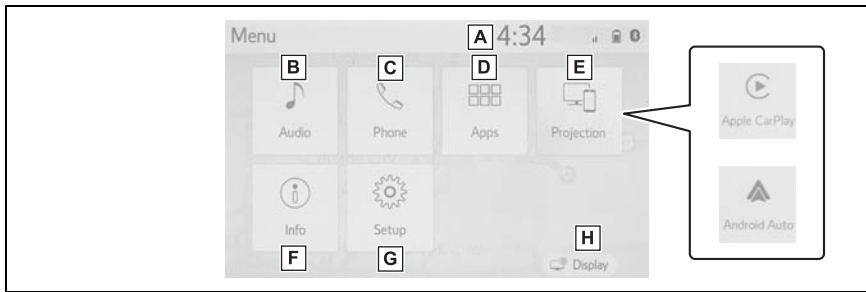 Menu A 4:34
B C D E
Audio Phone Apps Projection
Apple CarPlay
Info Setup
Android Auto
F G H
Display